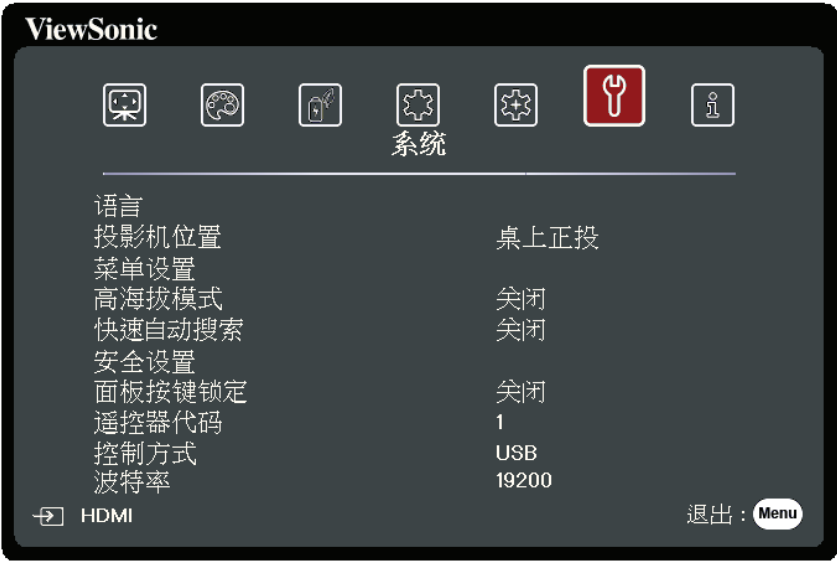 ViewSonic
系统
语言
投影机位置 桌上正投
菜单设置
高海拔模式 关闭
快速自动搜索 关闭
安全设置
面板按键锁定 关闭
遥控器代码 1
控制方式 USB
波特率 19200
HDMI 退出：Menu